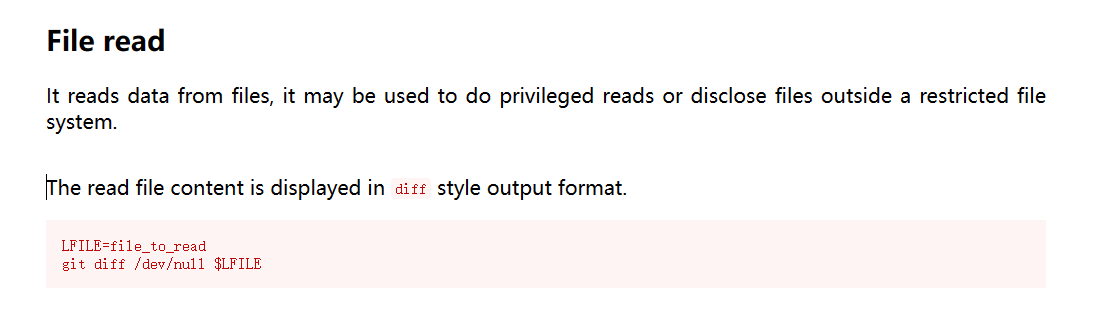 File read
It reads data from files, it may be used to do privileged reads or disclose files outside a restricted file
system.
The read file content is displayed in diff style output format.
LFILE=file_to_read
git diff /dev/null $LFILE